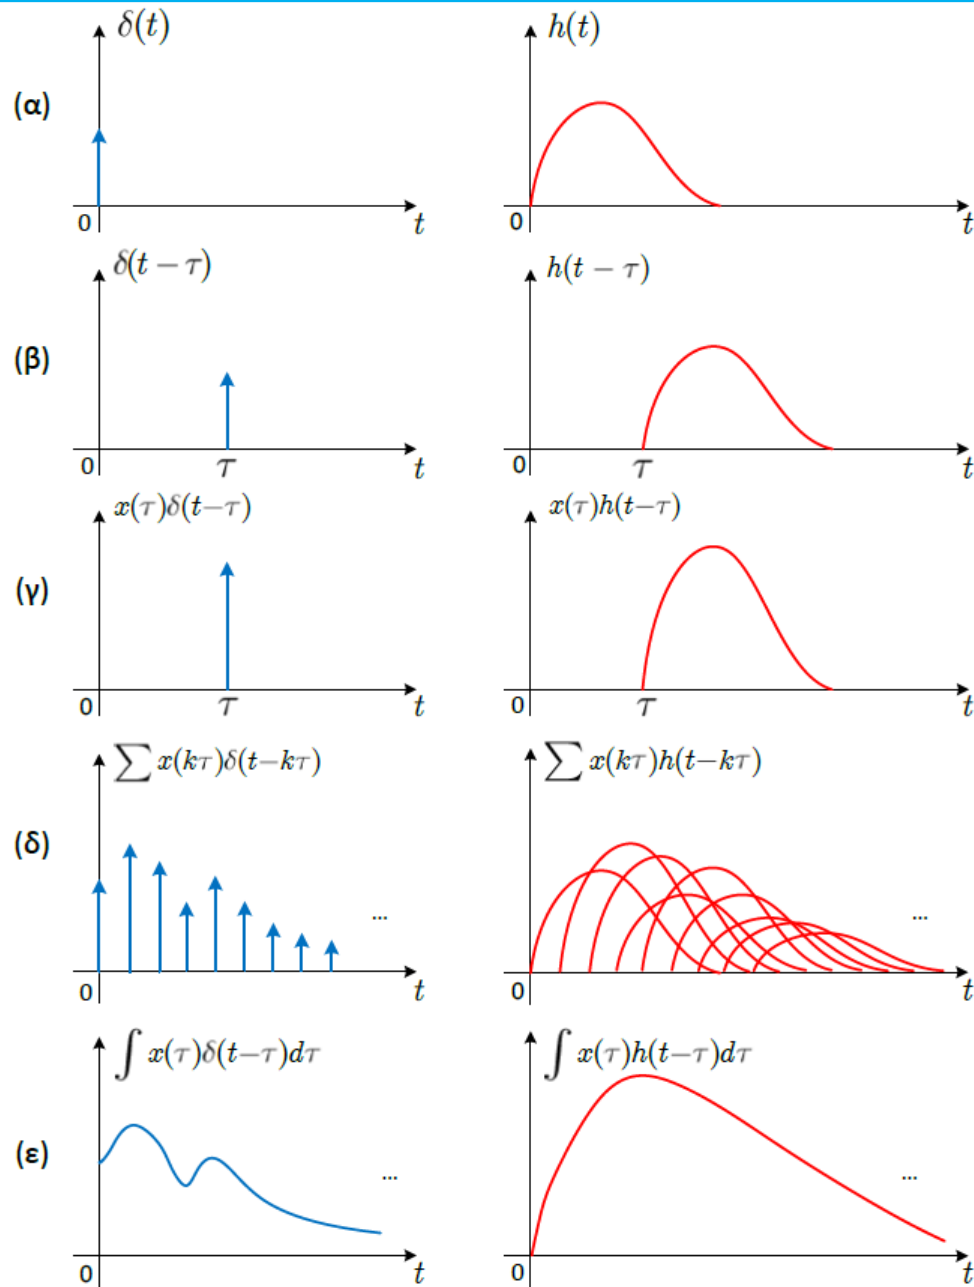 δ(t) h(t)
(α)
0 t 0 t
δ(t − τ) h(t − τ)
(β)
0 τ t 0 τ t
x(τ)δ(t−τ) x(τ)h(t−τ)
(γ)
0 τ t 0 τ t
∑ x(kτ)δ(t−kτ) ∑ x(kτ)h(t−kτ)
(δ)
... ...
0 t 0 t
∫ x(τ)δ(t−τ)dτ ∫ x(τ)h(t−τ)dτ
(ε)
... ...
0 t 0 t